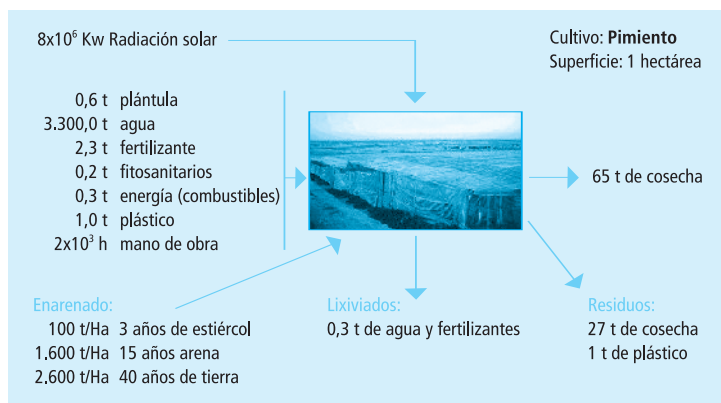 8x10⁶ Kw Radiación solar
Cultivo: Pimiento
Superficie: 1 hectárea
0,6 t plántula
3.300,0 t agua
2,3 t fertilizante
0,2 t fitosanitarios
0,3 t energía (combustibles)
1,0 t plástico
2x10³ h mano de obra
65 t de cosecha
Enarenado:
100 t/Ha 3 años de estiércol
1.600 t/Ha 15 años arena
2.600 t/Ha 40 años de tierra
Lixiviados:
0,3 t de agua y fertilizantes
Residuos:
27 t de cosecha
1 t de plástico